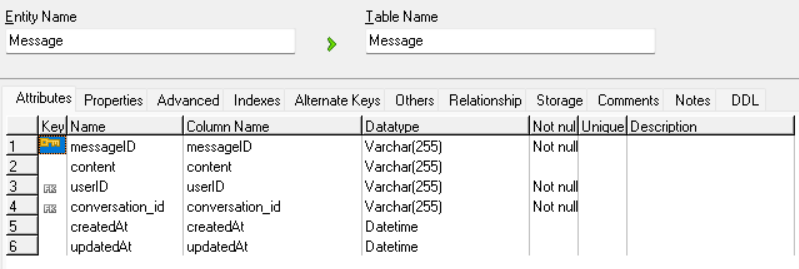 Entity Name Table Name
Message Message
Attributes Properties Advanced Indexes Alternate Keys Others Relationship Storage Comments Notes DDL
Key Name Column Name Datatype Not nul Unique Description
1 messageID messageID Varchar(255) Not null
2 content content Varchar(255)
3 FK userID userID Varchar(255) Not null
4 FK conversation_id conversation_id Varchar(255) Not null
5 createdAt createdAt Datetime
6 updatedAt updatedAt Datetime